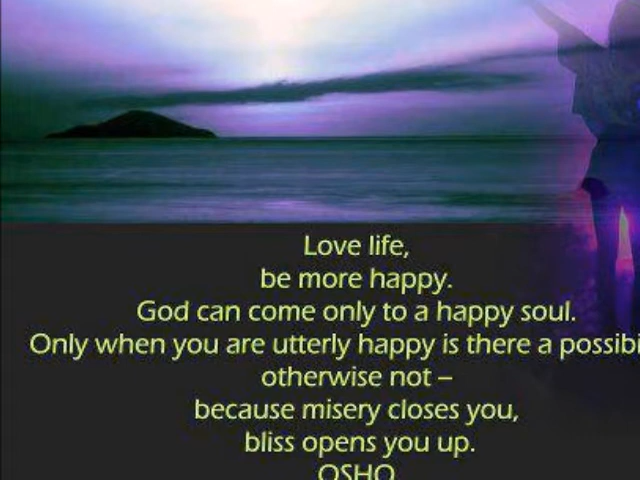 Love life,
be more happy.
God can come only to a happy soul.
Only when you are utterly happy is there a possibi
otherwise not –
because misery closes you,
bliss opens you up.
OSHO